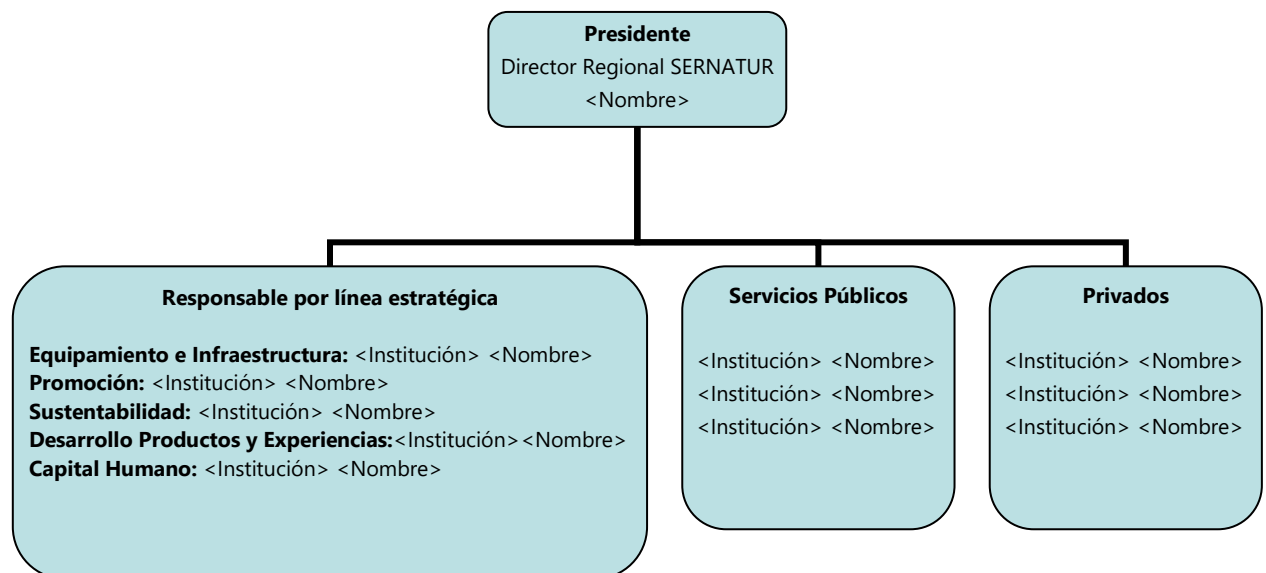 Presidente
Director Regional SERNATUR
<Nombre>
Responsable por línea estratégica
Equipamiento e Infraestructura: <Institución> <Nombre>
Promoción: <Institución> <Nombre>
Sustentabilidad: <Institución> <Nombre>
Desarrollo Productos y Experiencias:<Institución> <Nombre>
Capital Humano: <Institución> <Nombre>
Servicios Públicos
<Institución> <Nombre>
<Institución> <Nombre>
<Institución> <Nombre>
Privados
<Institución> <Nombre>
<Institución> <Nombre>
<Institución> <Nombre>